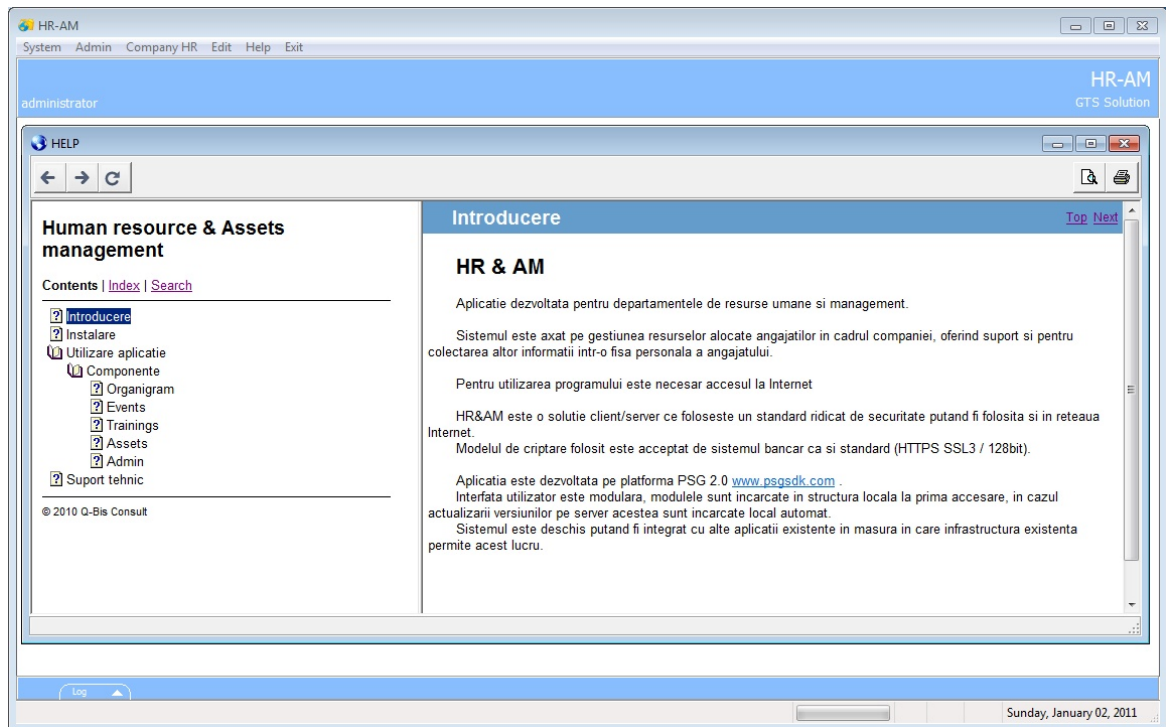 HR-AM
System Admin Company HR Edit Help Exit
HR-AM
administrator
GTS Solution
HELP
Human resource & Assets
management
Contents | Index | Search
Introducere
Instalare
Utilizare aplicatie
Componente
Organigram
Events
Trainings
Assets
Admin
Suport tehnic
© 2010 Q-Bis Consult
Introducere
Top Next
HR & AM
Aplicatie dezvoltata pentru departamentele de resurse umane si management.
Sistemul este axat pe gestiunea resurselor alocate angajatilor in cadrul companiei, oferind suport si pentru
colectarea altor informatii intr-o fisa personala a angajatului.
Pentru utilizarea programului este necesar accesul la Internet
HR&AM este o solutie client/server ce foloseste un standard ridicat de securitate putand fi folosita si in reteaua
Internet.
Modelul de criptare folosit este acceptat de sistemul bancar ca si standard (HTTPS SSL3 / 128bit).
Aplicatia este dezvoltata pe platforma PSG 2.0 www.psgsdk.com .
Interfata utilizator este modulara, modulele sunt incarcate in structura locala la prima accesare, in cazul
actualizarii versiunilor pe server acestea sunt incarcate local automat.
Sistemul este deschis putand fi integrat cu alte aplicatii existente in masura in care infrastructura existenta
permite acest lucru.
Log
Sunday, January 02, 2011